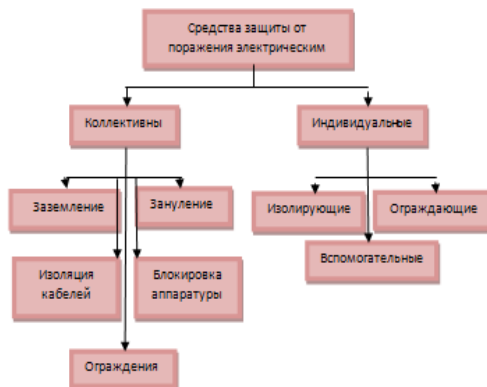 Средства защиты от
поражения электрическим
Коллективны
Индивидуальные
Заземление
Зануление
Изолирующие
Ограждающие
Изоляция
кабелей
Блокировка
аппаратуры
Вспомогательные
Ограждения